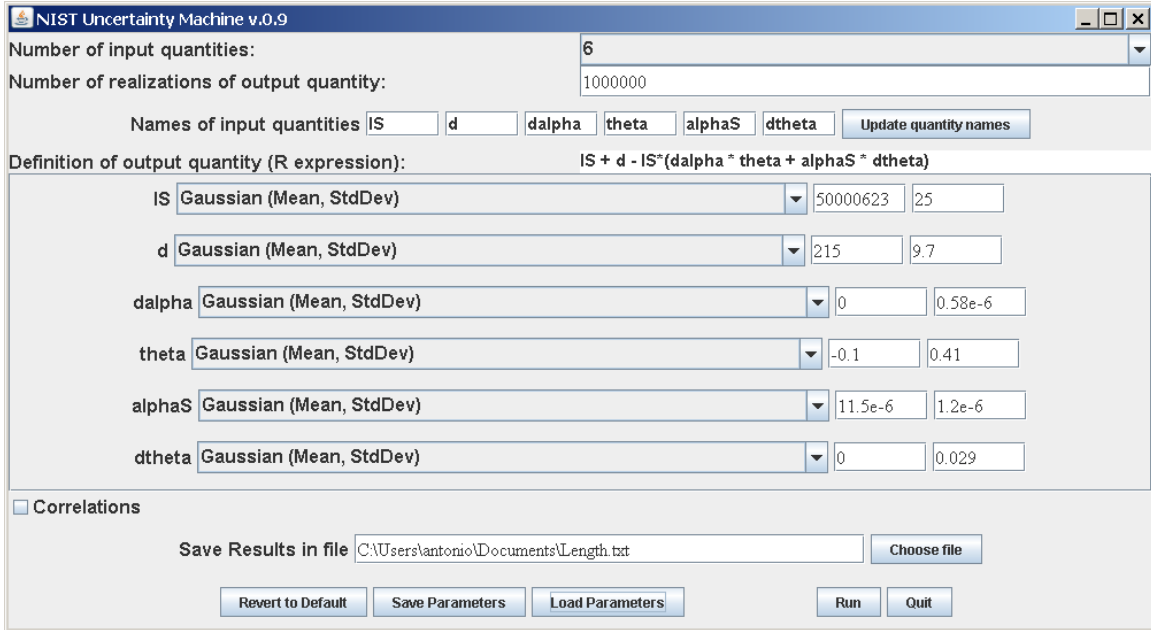 NIST Uncertainty Machine v.0.9
Number of input quantities: 6
Number of realizations of output quantity: 1000000
Names of input quantities lS d dalpha theta alphaS dtheta Update quantity names
Definition of output quantity (R expression): lS + d - lS*(dalpha * theta + alphaS * dtheta)
lS Gaussian (Mean, StdDev) 50000623 25
d Gaussian (Mean, StdDev) 215 9.7
dalpha Gaussian (Mean, StdDev) 0 0.58e-6
theta Gaussian (Mean, StdDev) -0.1 0.41
alphaS Gaussian (Mean, StdDev) 11.5e-6 1.2e-6
dtheta Gaussian (Mean, StdDev) 0 0.029
Correlations
Save Results in file C:\Users\antonio\Documents\Length.txt Choose file
Revert to Default Save Parameters Load Parameters Run Quit